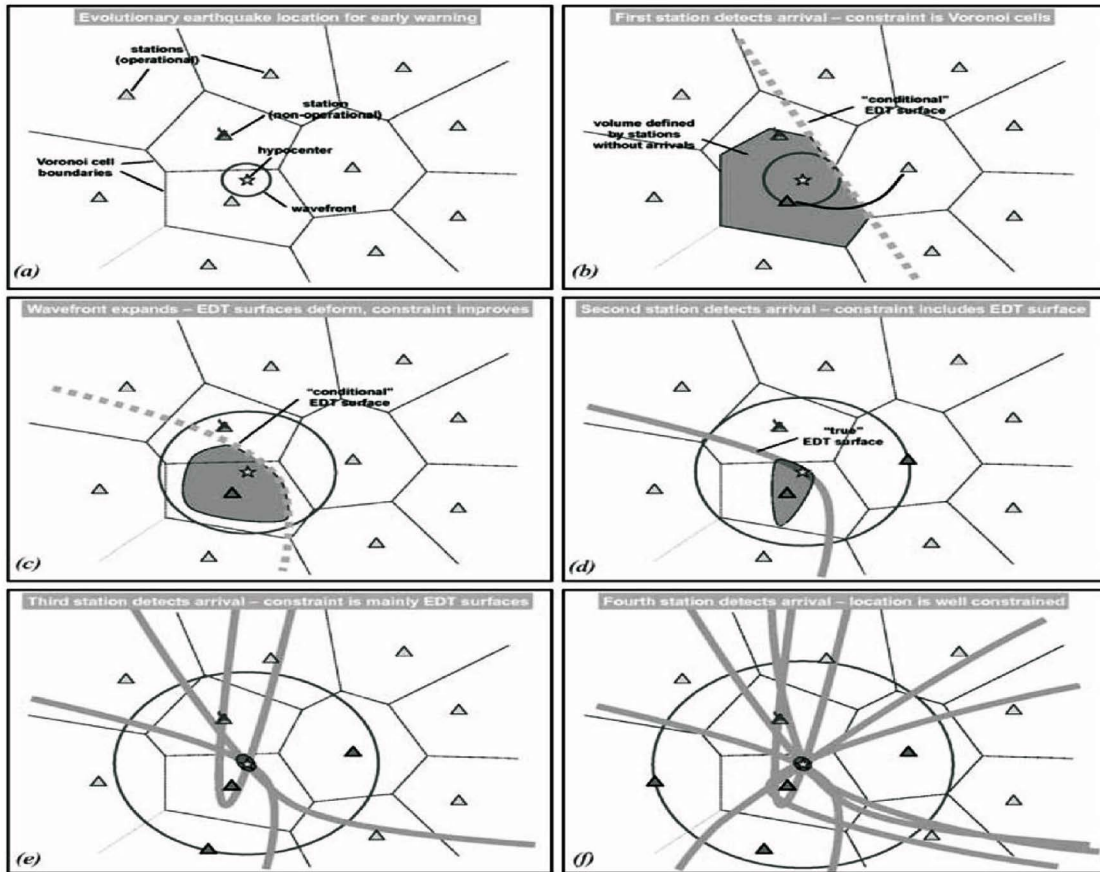 Evolutionary earthquake location for early warning
stations
(operational)
station
(non-operational)
hypocenter
Voronoi cell
boundaries
wavefront
(a)
First station detects arrival – constraint is Voronoi cells
"conditional"
EDT surface
volume defined
by stations
without arrivals
(b)
Wavefront expands – EDT surfaces deform, constraint improves
"conditional"
EDT surface
(c)
Second station detects arrival – constraint includes EDT surface
"true"
EDT surface
(d)
Third station detects arrival – constraint is mainly EDT surfaces
(e)
Fourth station detects arrival – location is well constrained
(f)